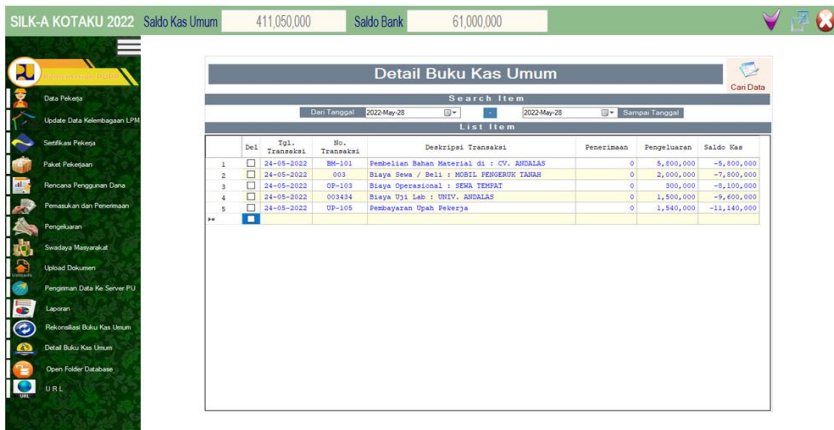 SILK-A KOTAKU 2022 Saldo Kas Umum 411,050,000 Saldo Bank 61,000,000
Detail Buku Kas Umum
Cari Data
Search Item
Dari Tanggal 2022-May-28 - 2022-May-28 Sampai Tanggal
List Item
Del Tgl. Transaksi No. Transaksi Deskripsi Transaksi Penerimaan Pengeluaran Saldo Kas
1 24-05-2022 BM-101 Pembelian Bahan Material di : CV. ANDALAS 0 5,800,000 -5,800,000
2 24-05-2022 003 Biaya Sewa / Beli : MOBIL PENGERUK TANAH 0 2,000,000 -7,800,000
3 24-05-2022 OP-103 Biaya Operasional : SEWA TEMPAT 0 300,000 -8,100,000
4 24-05-2022 003434 Biaya Uji Lab : UNIV. ANDALAS 0 1,500,000 -9,600,000
5 24-05-2022 UP-105 Pembayaran Upah Pekerja 0 1,540,000 -11,140,000
Data Pekerja
Update Data Kelembagaan LPM
Sertifikasi Pekerja
Paket Pekerjaan
Rencana Penggunan Dana
Pemasukan dan Penerimaan
Pengeluaran
Swadaya Masyarakat
Upload Dokumen
Pengiriman Data Ke Server PU
Laporan
Rekonsiliasi Buku Kas Umum
Detail Buku Kas Umum
Open Folder Database
URL
URL